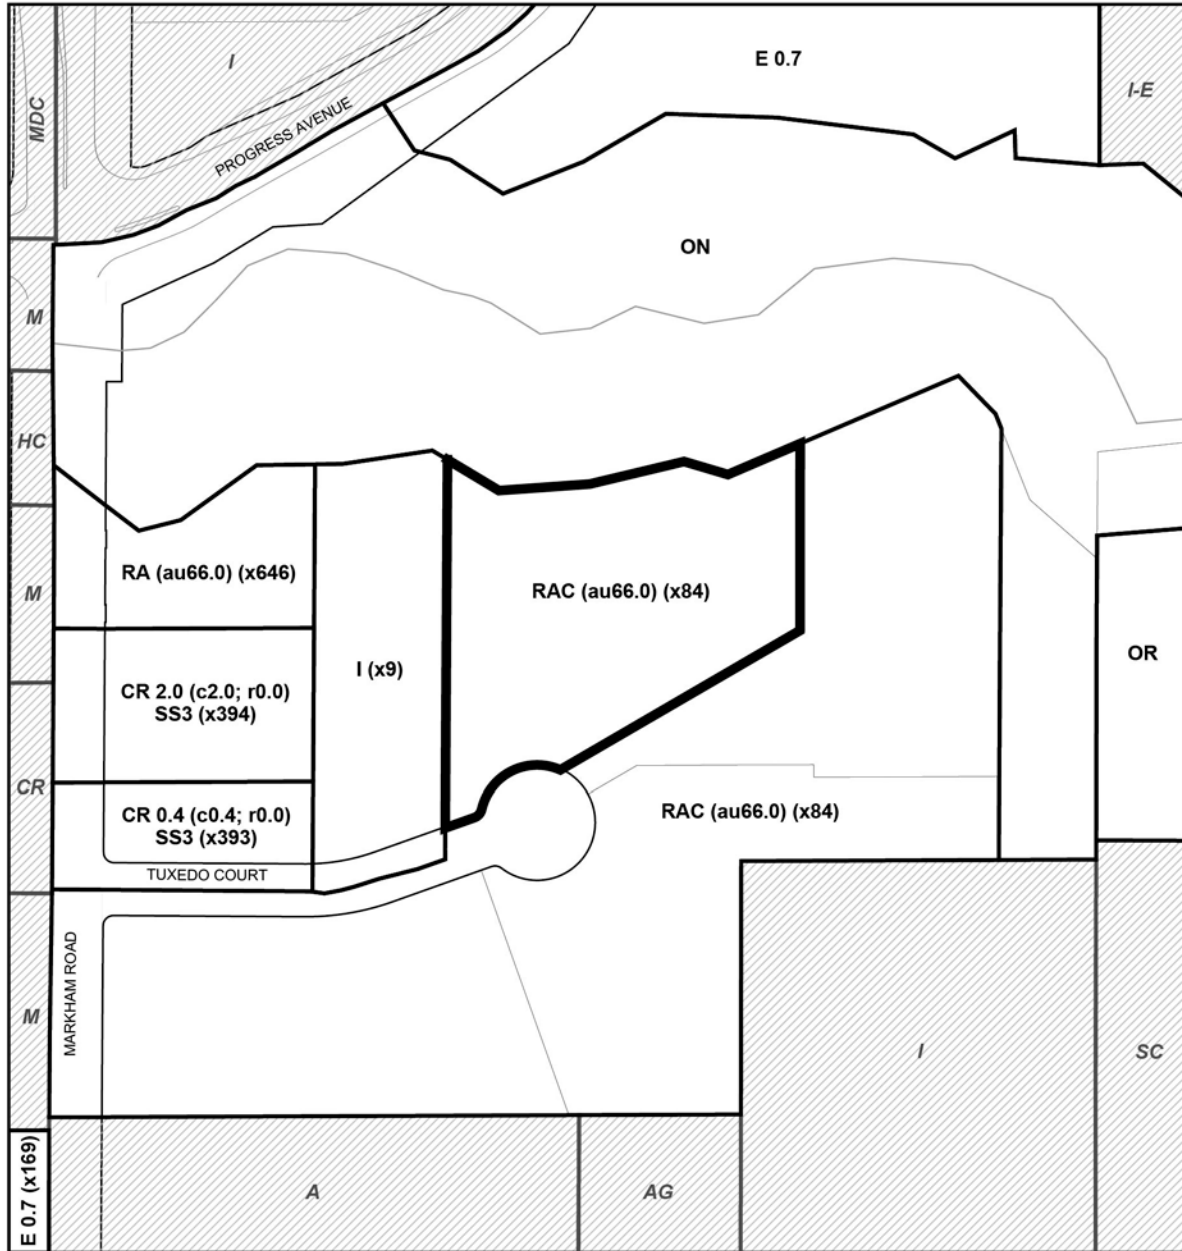 E 0.7
I
I-E
MDC
PROGRESS AVENUE
ON
M
HC
RA (au66.0) (x646)
RAC (au66.0) (x84)
M
I (x9)
OR
CR 2.0 (c2.0; r0.0)
SS3 (x394)
CR
CR 0.4 (c0.4; r0.0)
SS3 (x393)
RAC (au66.0) (x84)
TUXEDO COURT
MARKHAM ROAD
M
I
SC
E 0.7 (x169)
A
AG